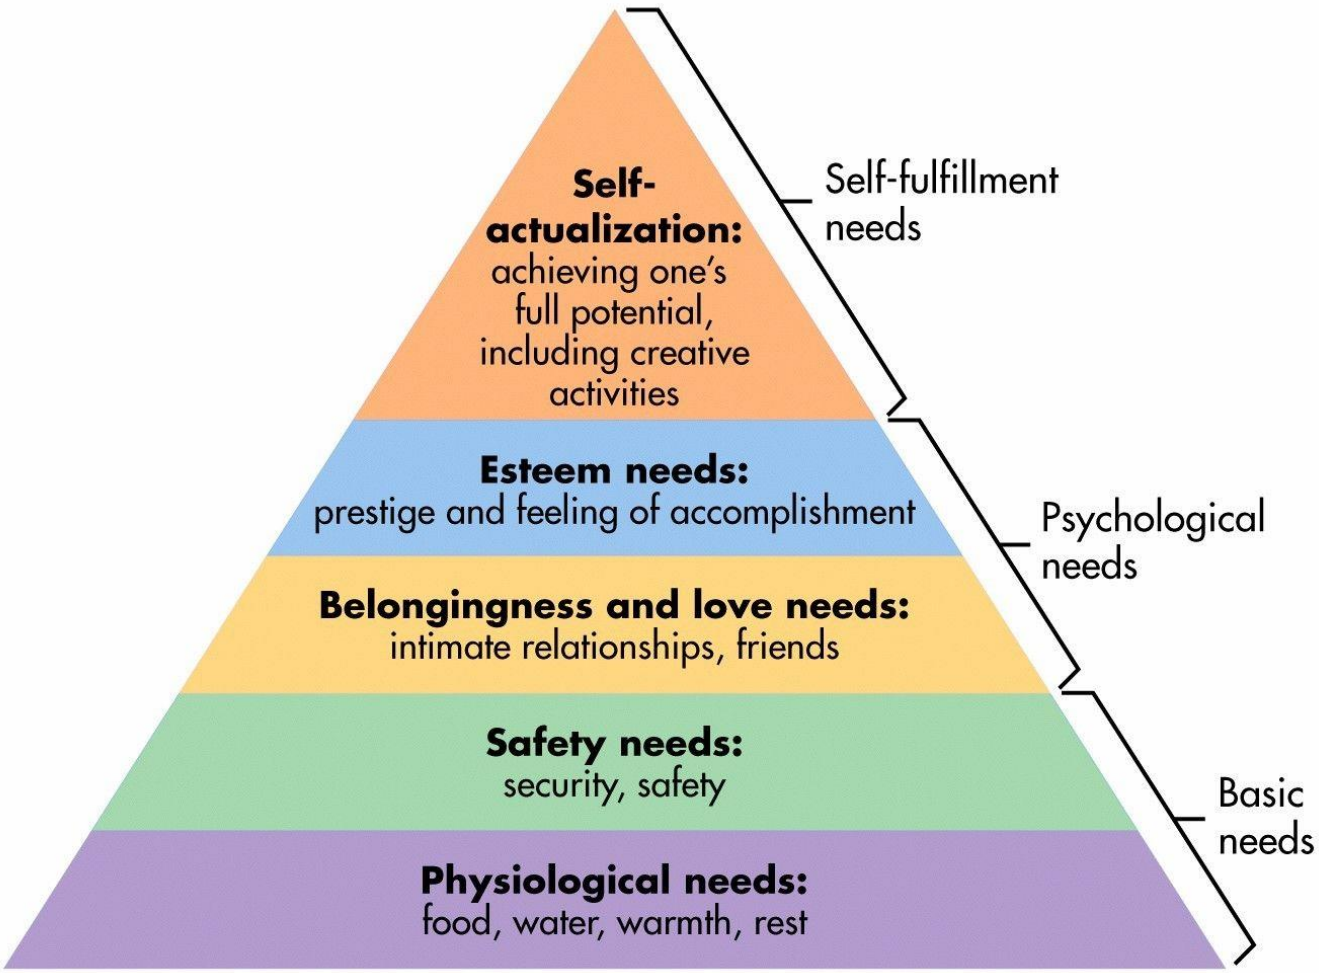 Self-
actualization:
achieving one’s
full potential,
including creative
activities
Self-fulfillment
needs
Esteem needs:
prestige and feeling of accomplishment
Belongingness and love needs:
intimate relationships, friends
Psychological
needs
Safety needs:
security, safety
Physiological needs:
food, water, warmth, rest
Basic
needs